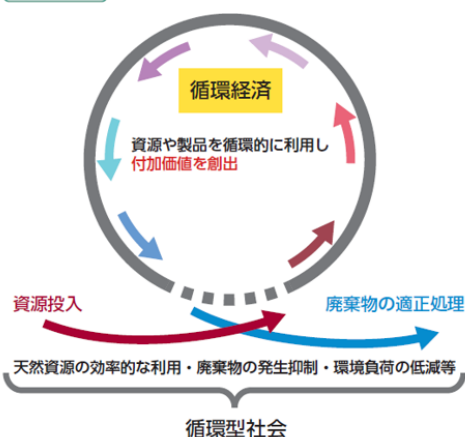 循環経済
資源や製品を循環的に利用し
付加価値を創出
資源投入
廃棄物の適正処理
天然資源の効率的な利用・廃棄物の発生抑制・環境負荷の低減等
循環型社会